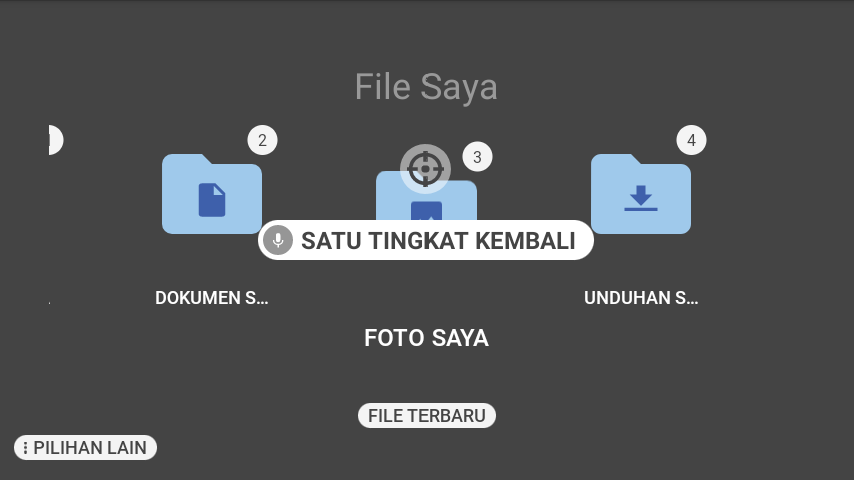 File Saya
2
3
4
SATU TINGKAT KEMBALI
DOKUMEN S...
UNDUHAN S...
FOTO SAYA
FILE TERBARU
PILIHAN LAIN